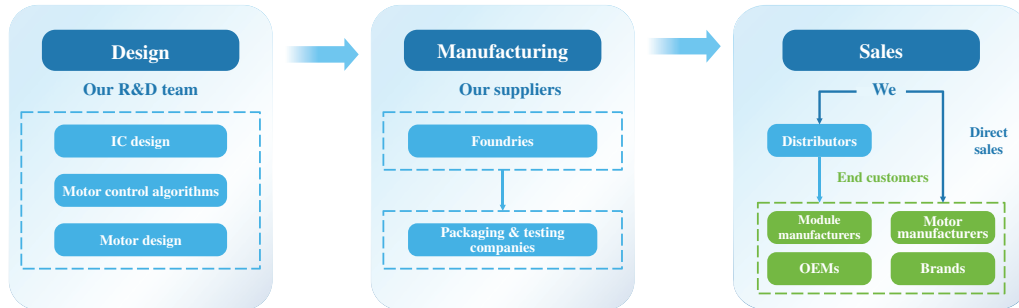 Design
Our R&D team
IC design
Motor control algorithms
Motor design
Manufacturing
Our suppliers
Foundries
Packaging & testing
companies
Sales
We
Distributors
Direct
sales
End customers
Module
manufacturers
Motor
manufacturers
OEMs
Brands